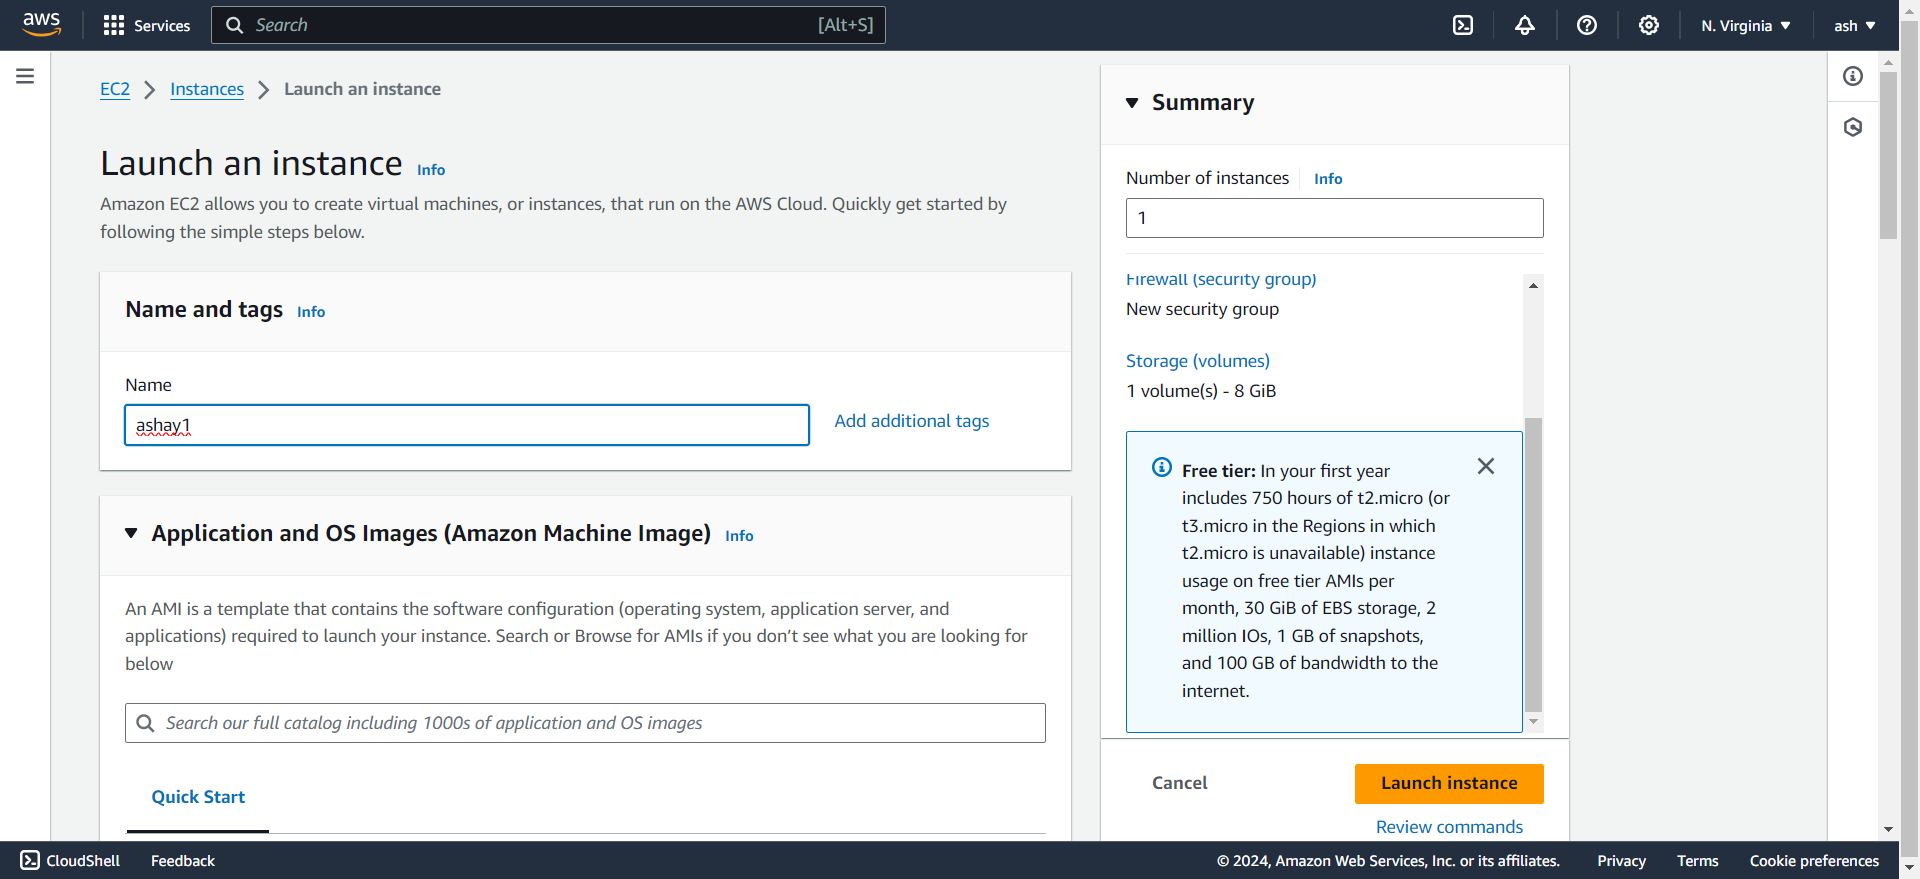 aws
Services
Search
[Alt+S]
N. Virginia
ash
EC2
Instances
Launch an instance
Launch an instance Info
Amazon EC2 allows you to create virtual machines, or instances, that run on the AWS Cloud. Quickly get started by
following the simple steps below.
Name and tags Info
Name
ashay1
Add additional tags
Application and OS Images (Amazon Machine Image) Info
An AMI is a template that contains the software configuration (operating system, application server, and
applications) required to launch your instance. Search or Browse for AMIs if you don’t see what you are looking for
below
Search our full catalog including 1000s of application and OS images
Quick Start
Summary
Number of instances Info
1
Firewall (security group)
New security group
Storage (volumes)
1 volume(s) - 8 GiB
Free tier: In your first year
includes 750 hours of t2.micro (or
t3.micro in the Regions in which
t2.micro is unavailable) instance
usage on free tier AMIs per
month, 30 GiB of EBS storage, 2
million IOs, 1 GB of snapshots,
and 100 GB of bandwidth to the
internet.
Cancel
Launch instance
Review commands
CloudShell
Feedback
© 2024, Amazon Web Services, Inc. or its affiliates.
Privacy
Terms
Cookie preferences